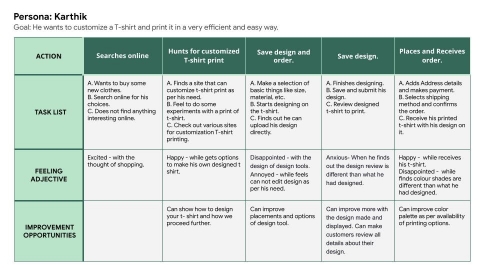 Persona: Karthik
Goal: He wants to customize a T-shirt and print it in a very efficient and easy way.
ACTION
Searches online
Hunts for customized
T-shirt print
Save design and
order.
Save design.
Places and Receives
order.
TASK LIST
A. Wants to buy some
new clothes.
B. Search online for his
choices.
C. Does not find anything
interesting online.
A. Finds a site that can
customize t-shirt print as
per his need.
B. Feel to do some
experiments with a print of
t-shirt.
C. Check out various sites
for customization T-shirt
printing.
A. Make a selection of
basic things like size,
material, etc.
B. Starts designing on
the t-shirt.
C. Finds out he can
upload his design
directly.
A. Finishes designing.
B. Save and submit his
design.
C. Review designed
t-shirt to print.
A. Adds Address details
and makes payment.
B. Selects shipping
method and confirms
the order.
C. Receive his printed
t-shirt with his design on
it.
FEELING
ADJECTIVE
Excited - with the
thought of shopping.
Happy - while gets options
to make his own designed t
shirt.
Disappointed - with the
design of design tools.
Annoyed - while feels
can not edit design as
per his need.
Anxious- When he finds
out the design review is
different than what he
had designed.
Happy - while receives
his t-shirt.
Disappointed - while
finds colour shades are
different than what he
had designed.
IMPROVEMENT
OPPORTUNITIES
Can show how to design
your t- shirt and how we
proceed further.
Can improve
placements and options
of design tool.
Can improve more with
the design made and
displayed. Can make
customers review all
details about their
design.
Can improve color
palette as per availability
of printing options.